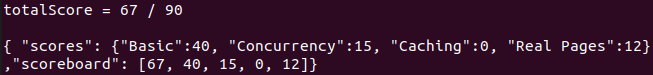 totalScore = 67 / 90
{ "scores": {"Basic":40, "Concurrency":15, "Caching":0, "Real Pages":12}
,"scoreboard": [67, 40, 15, 0, 12]}